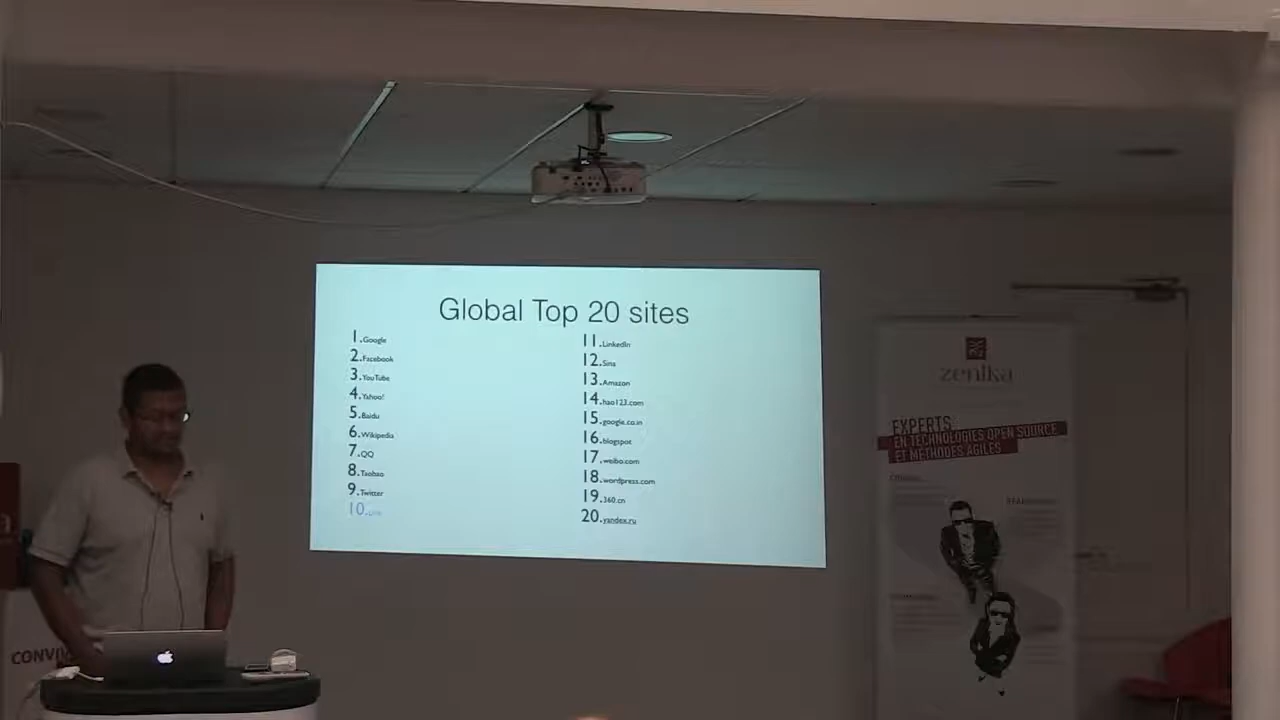 Global Top 20 sites
1. Google
2. Facebook
3. YouTube
4. Yahoo!
5. Baidu
6. Wikipedia
7. QQ
8. Taobao
9. Twitter
10. Live
11. LinkedIn
12. Sina
13. Amazon
14. hao123.com
15. google.co.in
16. blogspot
17. weibo.com
18. wordpress.com
19. 360.cn
20. yandex.ru
zenika
EXPERTS
EN TECHNOLOGIES OPEN SOURCE
ET MÉTHODES AGILES